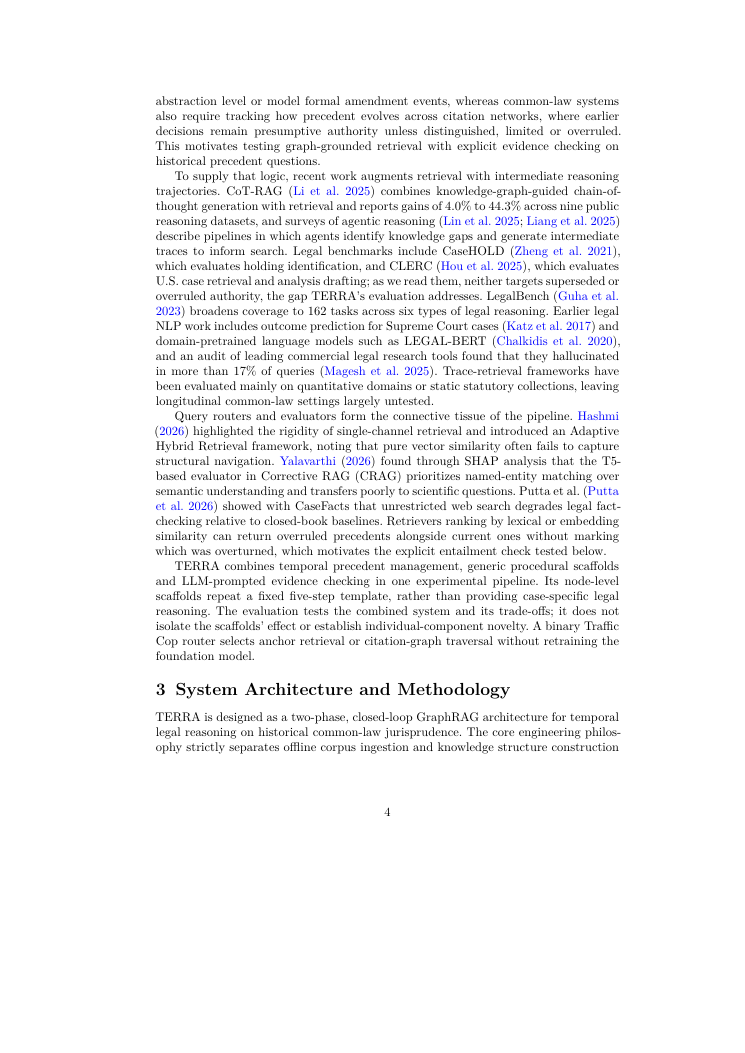 abstraction level or model formal amendment events, whereas common-law systems
also require tracking how precedent evolves across citation networks, where earlier
decisions remain presumptive authority unless distinguished, limited or overruled.
This motivates testing graph-grounded retrieval with explicit evidence checking on
historical precedent questions.
To supply that logic, recent work augments retrieval with intermediate reasoning
trajectories. CoT-RAG (Li et al. 2025) combines knowledge-graph-guided chain-of-
thought generation with retrieval and reports gains of 4.0% to 44.3% across nine public
reasoning datasets, and surveys of agentic reasoning (Lin et al. 2025; Liang et al. 2025)
describe pipelines in which agents identify knowledge gaps and generate intermediate
traces to inform search. Legal benchmarks include CaseHOLD (Zheng et al. 2021),
which evaluates holding identification, and CLERC (Hou et al. 2025), which evaluates
U.S. case retrieval and analysis drafting; as we read them, neither targets superseded or
overruled authority, the gap TERRA's evaluation addresses. LegalBench (Guha et al.
2023) broadens coverage to 162 tasks across six types of legal reasoning. Earlier legal
NLP work includes outcome prediction for Supreme Court cases (Katz et al. 2017) and
domain-pretrained language models such as LEGAL-BERT (Chalkidis et al. 2020),
and an audit of leading commercial legal research tools found that they hallucinated
in more than 17% of queries (Magesh et al. 2025). Trace-retrieval frameworks have
been evaluated mainly on quantitative domains or static statutory collections, leaving
longitudinal common-law settings largely untested.
Query routers and evaluators form the connective tissue of the pipeline. Hashmi
(2026) highlighted the rigidity of single-channel retrieval and introduced an Adaptive
Hybrid Retrieval framework, noting that pure vector similarity often fails to capture
structural navigation. Yalavarthi (2026) found through SHAP analysis that the T5-
based evaluator in Corrective RAG (CRAG) prioritizes named-entity matching over
semantic understanding and transfers poorly to scientific questions. Putta et al. (Putta
et al. 2026) showed with CaseFacts that unrestricted web search degrades legal fact-
checking relative to closed-book baselines. Retrievers ranking by lexical or embedding
similarity can return overruled precedents alongside current ones without marking
which was overturned, which motivates the explicit entailment check tested below.
TERRA combines temporal precedent management, generic procedural scaffolds
and LLM-prompted evidence checking in one experimental pipeline. Its node-level
scaffolds repeat a fixed five-step template, rather than providing case-specific legal
reasoning. The evaluation tests the combined system and its trade-offs; it does not
isolate the scaffolds' effect or establish individual-component novelty. A binary Traffic
Cop router selects anchor retrieval or citation-graph traversal without retraining the
foundation model.
3 System Architecture and Methodology
TERRA is designed as a two-phase, closed-loop GraphRAG architecture for temporal
legal reasoning on historical common-law jurisprudence. The core engineering philos-
ophy strictly separates offline corpus ingestion and knowledge structure construction
4